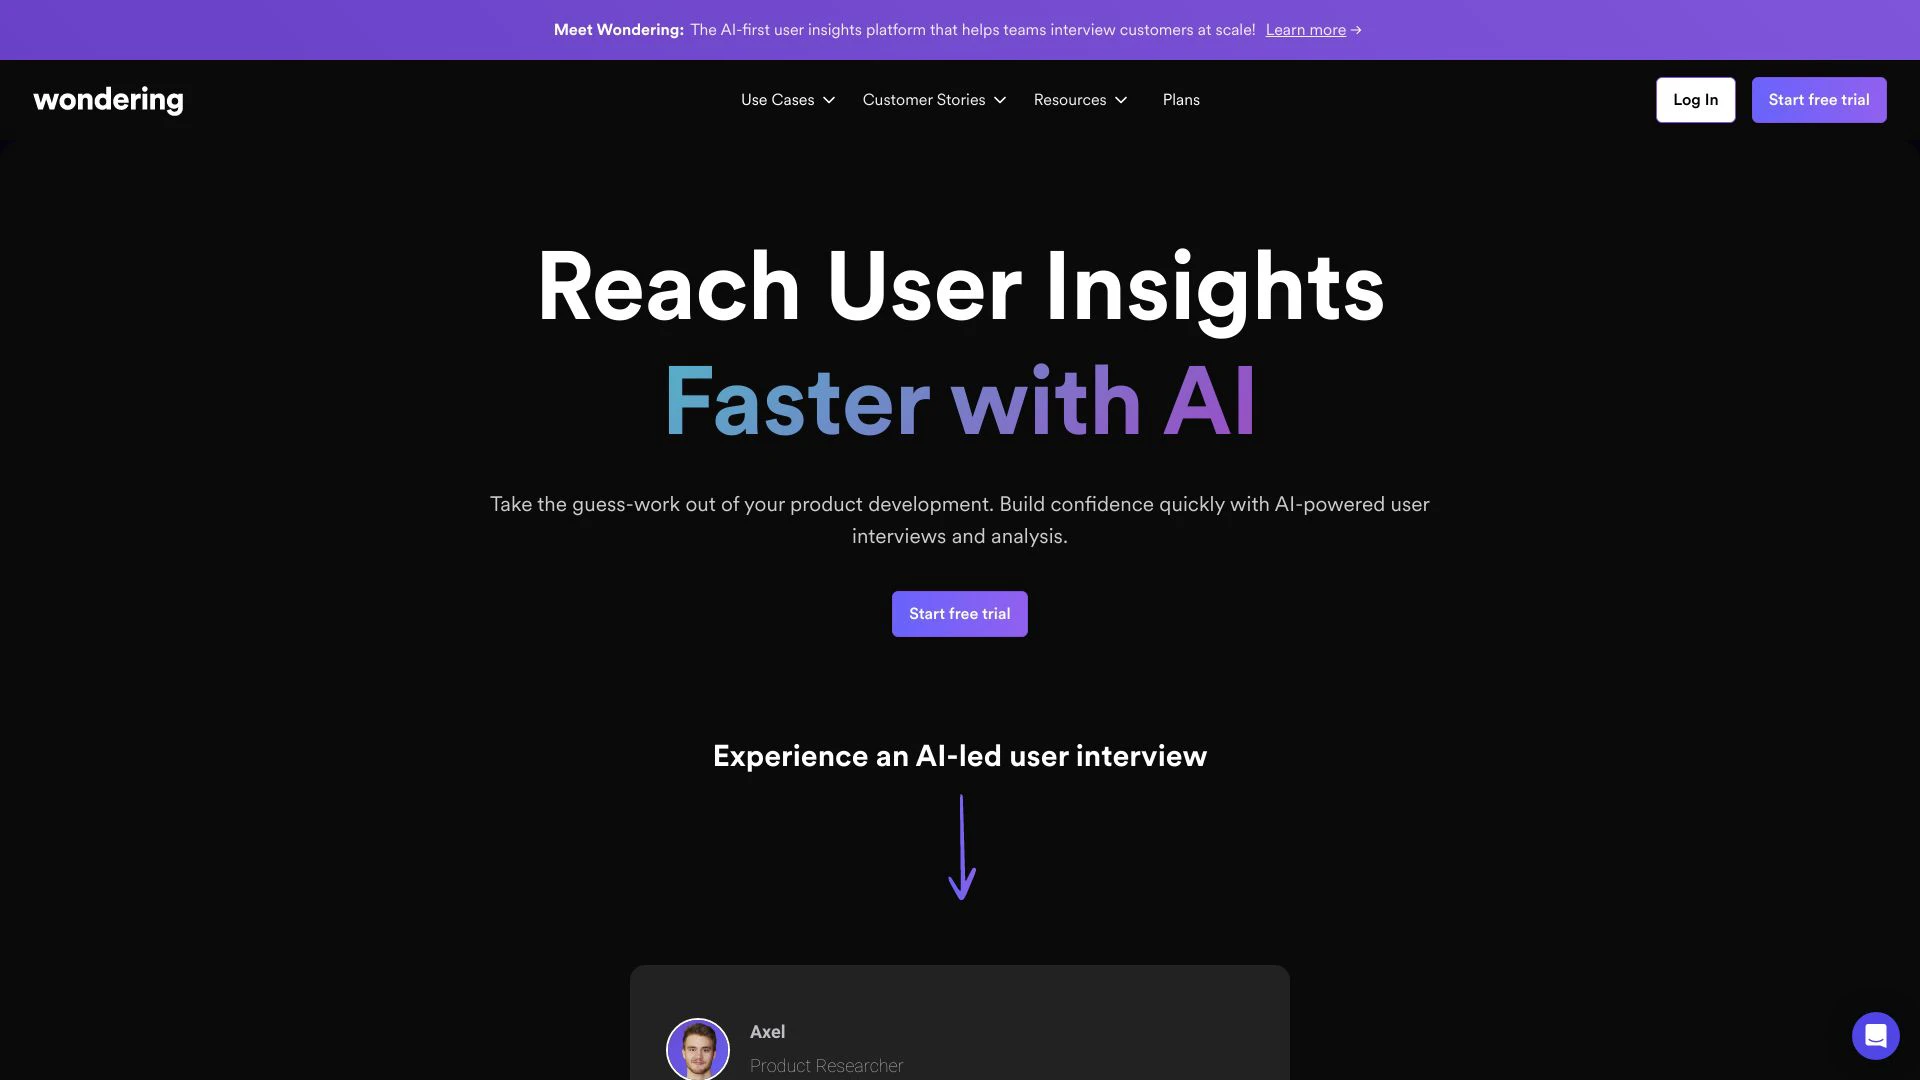 Meet Wondering: The AI-first user insights platform that helps teams interview customers at scale! Learn more →
wondering
Use Cases
Customer Stories
Resources
Plans
Log In
Start free trial
Reach User Insights
Faster with AI
Take the guess-work out of your product development. Build confidence quickly with AI-powered user
interviews and analysis.
Start free trial
Experience an AI-led user interview
Axel
Product Researcher